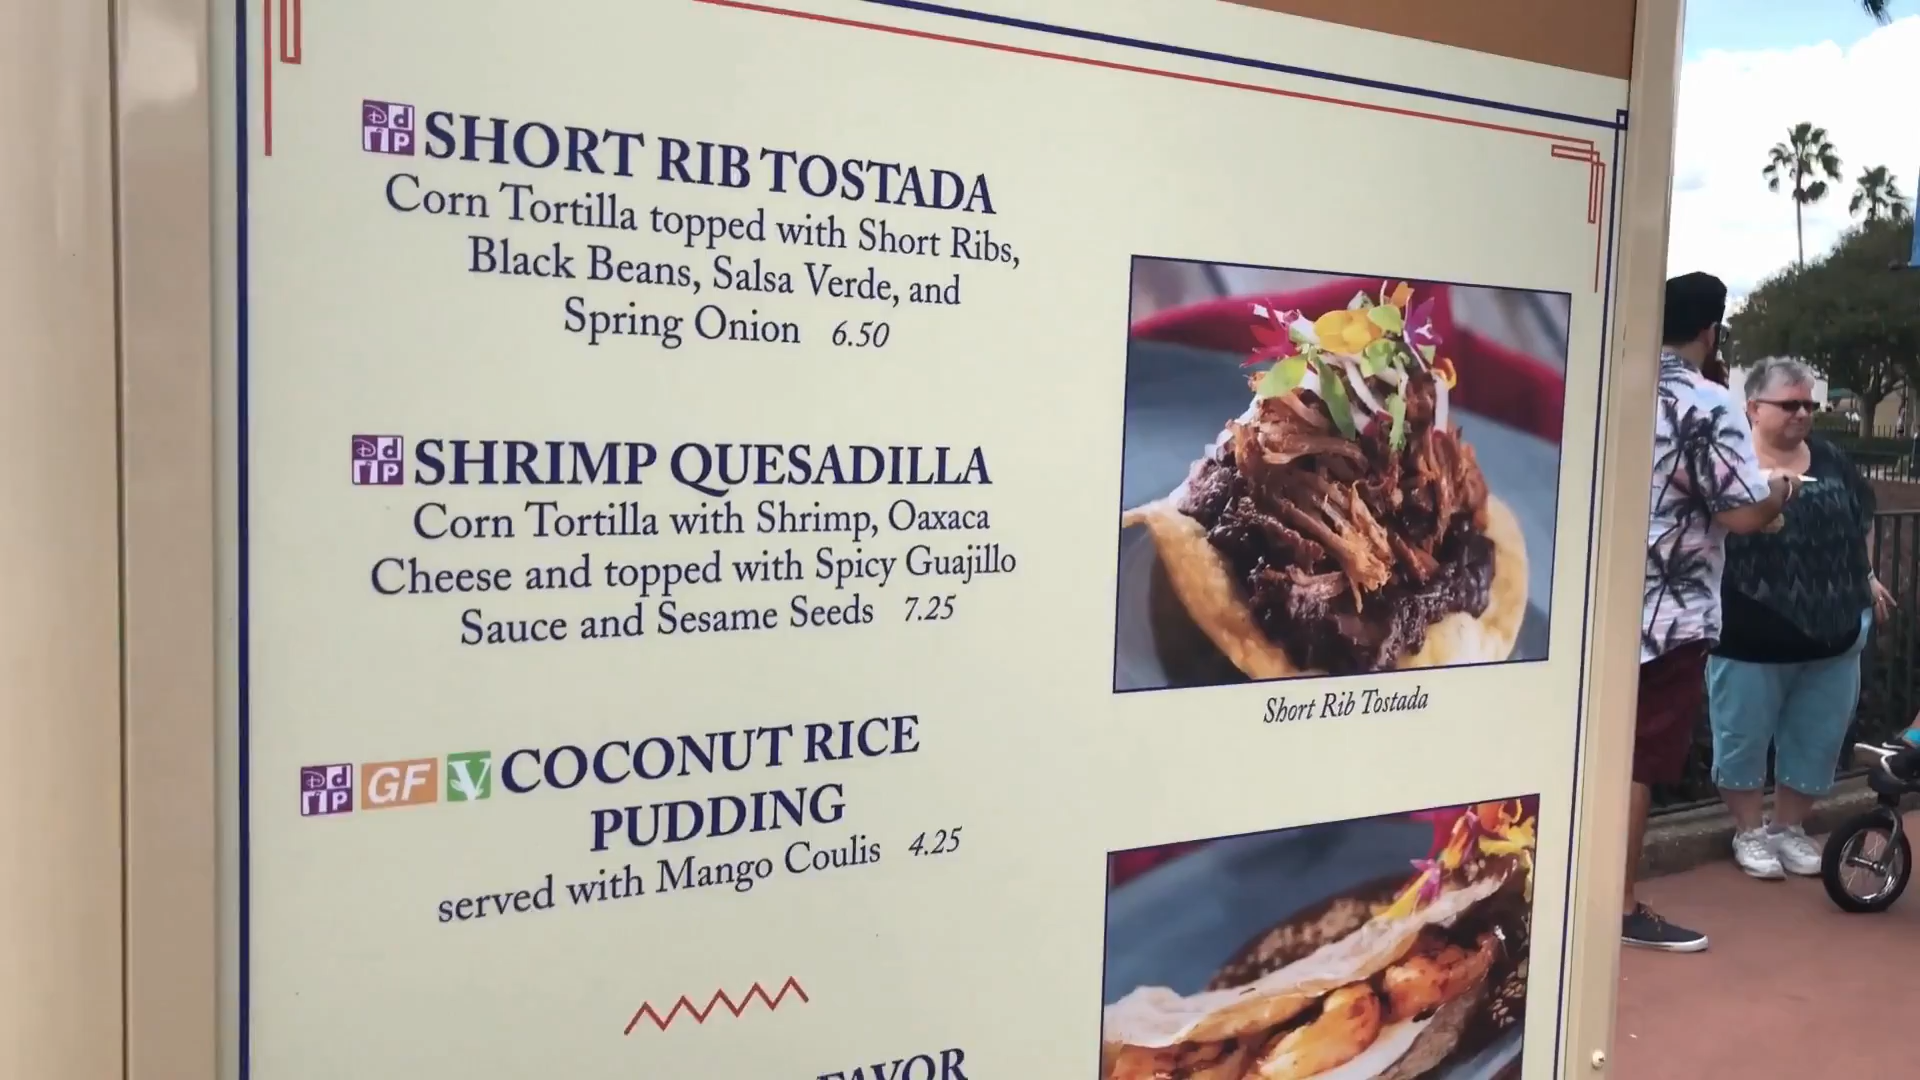 SHORT RIB TOSTADA
Corn Tortilla topped with Short Ribs,
Black Beans, Salsa Verde, and
Spring Onion 6.50
SHRIMP QUESADILLA
Corn Tortilla with Shrimp, Oaxaca
Cheese and topped with Spicy Guajillo
Sauce and Sesame Seeds 7.25
GF V COCONUT RICE
PUDDING
served with Mango Coulis 4.25
Short Rib Tostada